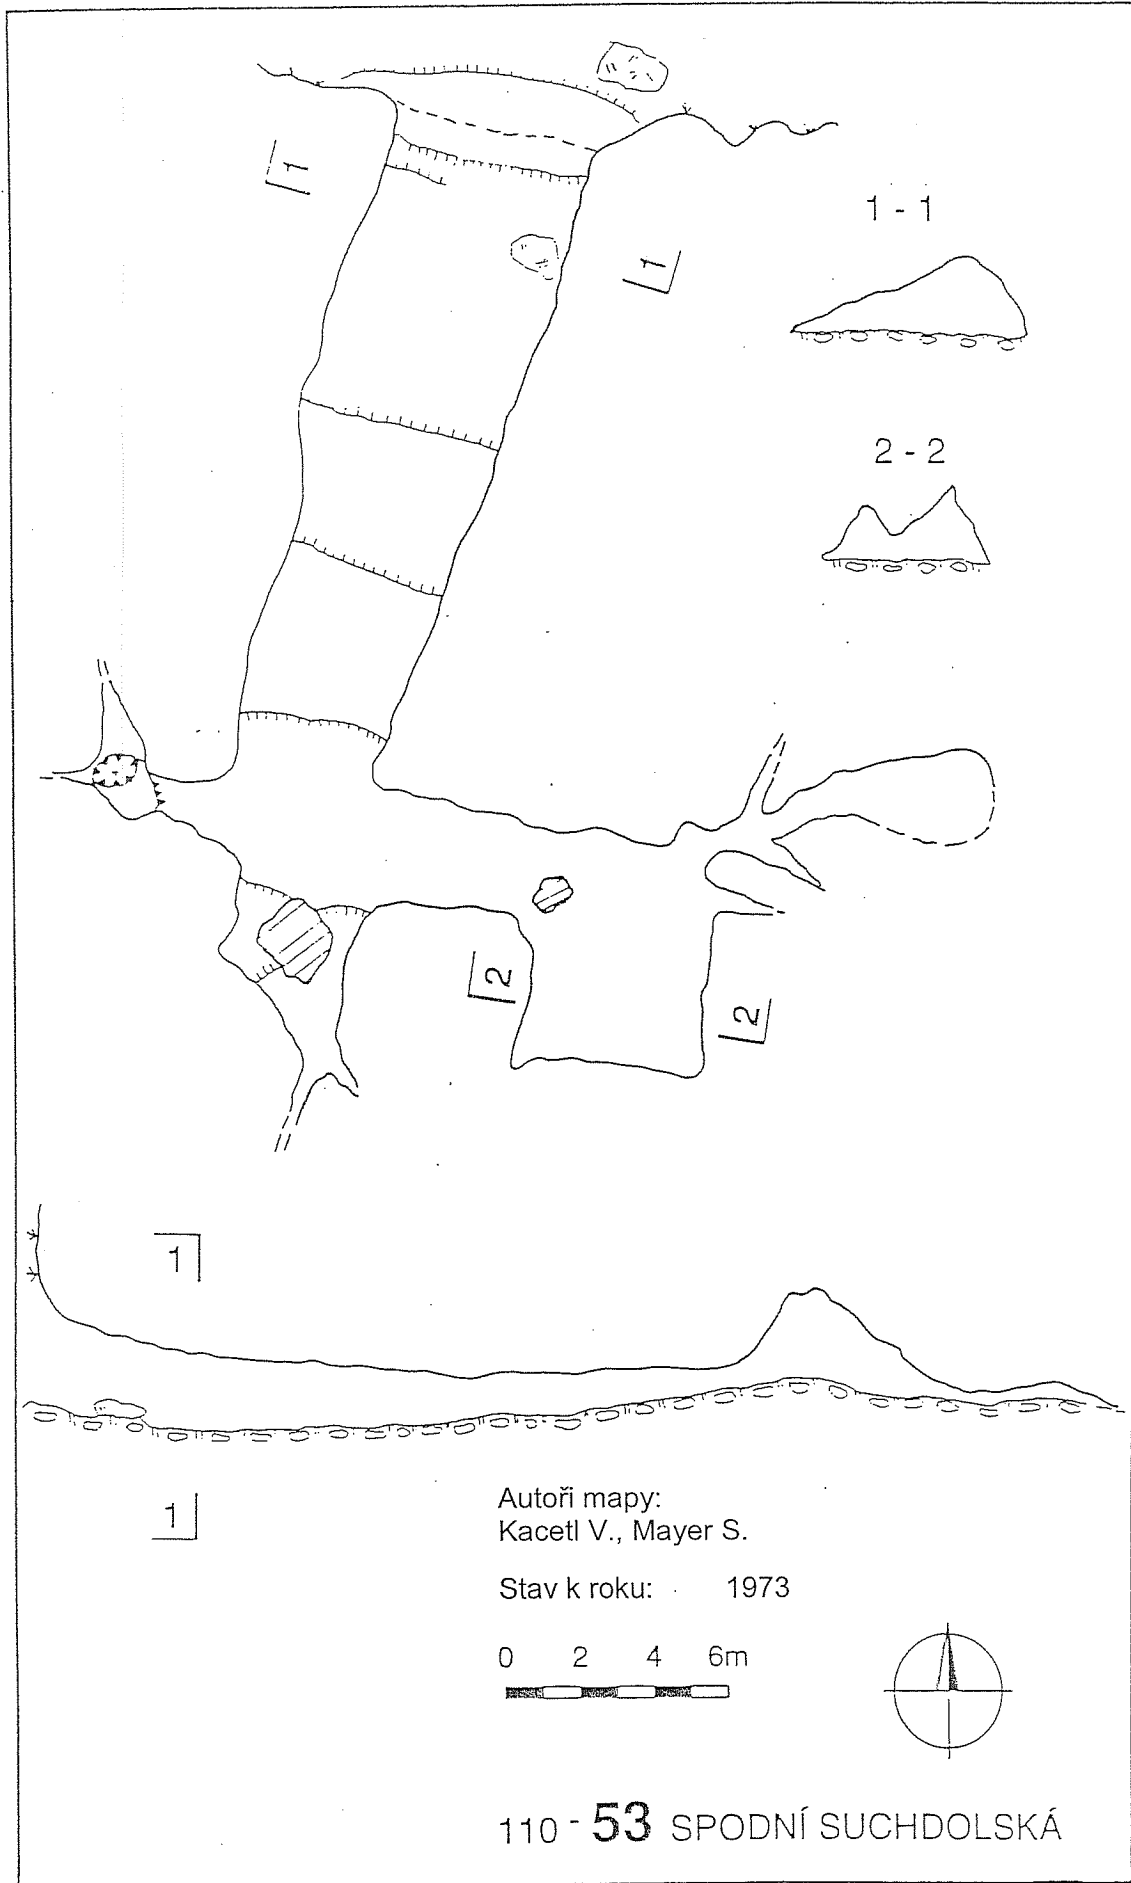 1
1
1 - 1
2 - 2
2
2
1
1
Autoři mapy:
Kacetl V., Mayer S.
Stav k roku: 1973
0 2 4 6m
110 - 53 SPODNÍ SUCHDOLSKÁ